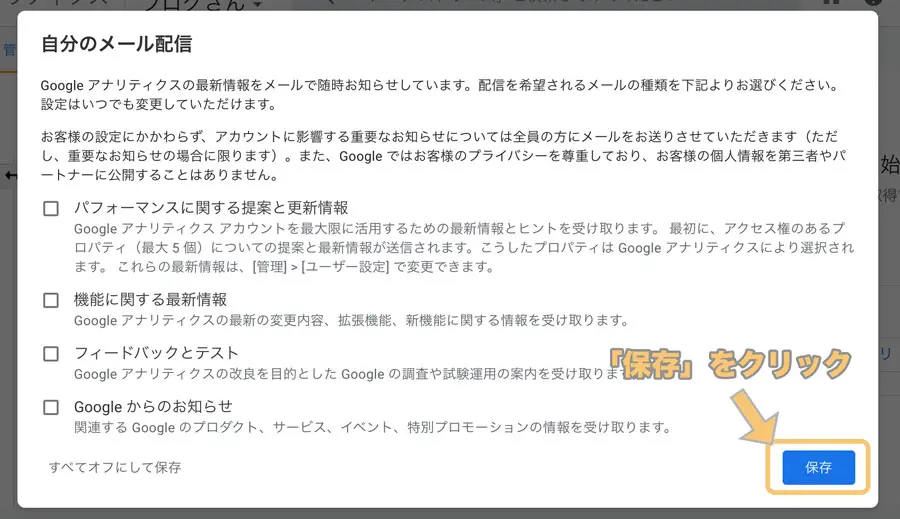 ブログさん
管
自分のメール配信
Google アナリティクスの最新情報をメールで随時お知らせしています。配信を希望されるメールの種類を下記よりお選びください。
設定はいつでも変更していただけます。
お客様の設定にかかわらず、アカウントに影響する重要なお知らせについては全員の方にメールをお送りさせていただきます（ただ
し、重要なお知らせの場合に限ります）。また、Google ではお客様のプライバシーを尊重しており、お客様の個人情報を第三者やパ
ートナーに公開することはありません。
始
パフォーマンスに関する提案と更新情報
Google アナリティクス アカウントを最大限に活用するための最新情報とヒントを受け取ります。 最初に、アクセス権のあるプ
ロパティ（最大 5 個）についての提案と最新情報が送信されます。こうしたプロパティは Google アナリティクスにより選択され
ます。 これらの最新情報は、[管理] > [ユーザー設定] で変更できます。
機能に関する最新情報
Google アナリティクスの最新の変更内容、拡張機能、新機能に関する情報を受け取ります。
フィードバックとテスト
Google アナリティクスの改良を目的とした Google の調査や試験運用の案内を受け取ります
「保存」をクリック
リ
Google からのお知らせ
関連する Google のプロダクト、サービス、イベント、特別プロモーションの情報を受け取ります。
すべてオフにして保存
保存